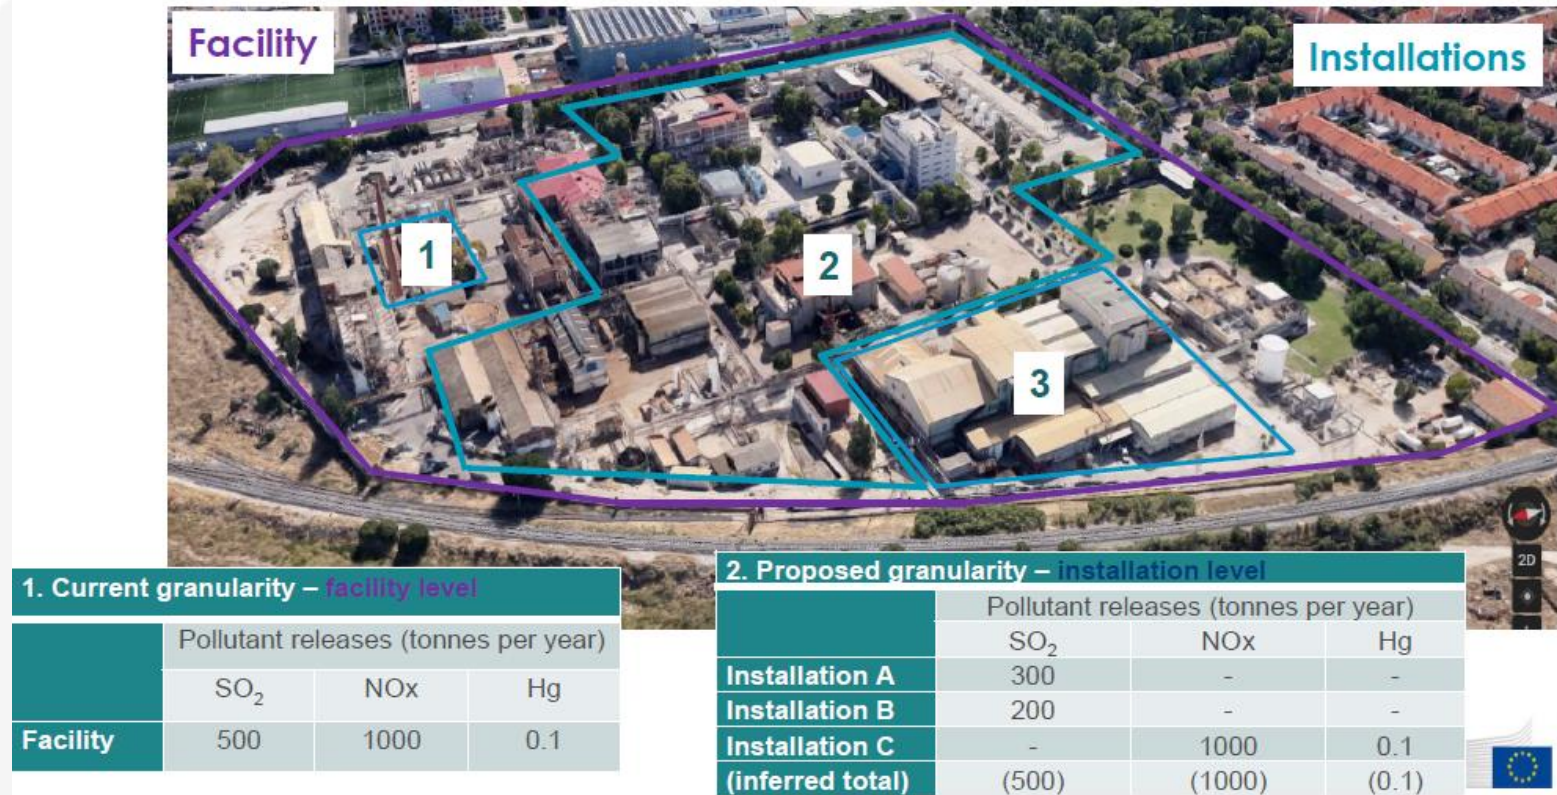 Facility
Installations
1
2
3
2D
1. Current granularity – facility level
Pollutant releases (tonnes per year)
SO₂ NOx Hg
Facility 500 1000 0.1
2. Proposed granularity – installation level
Pollutant releases (tonnes per year)
SO₂ NOx Hg
Installation A 300 - -
Installation B 200 - -
Installation C - 1000 0.1
(inferred total) (500) (1000) (0.1)